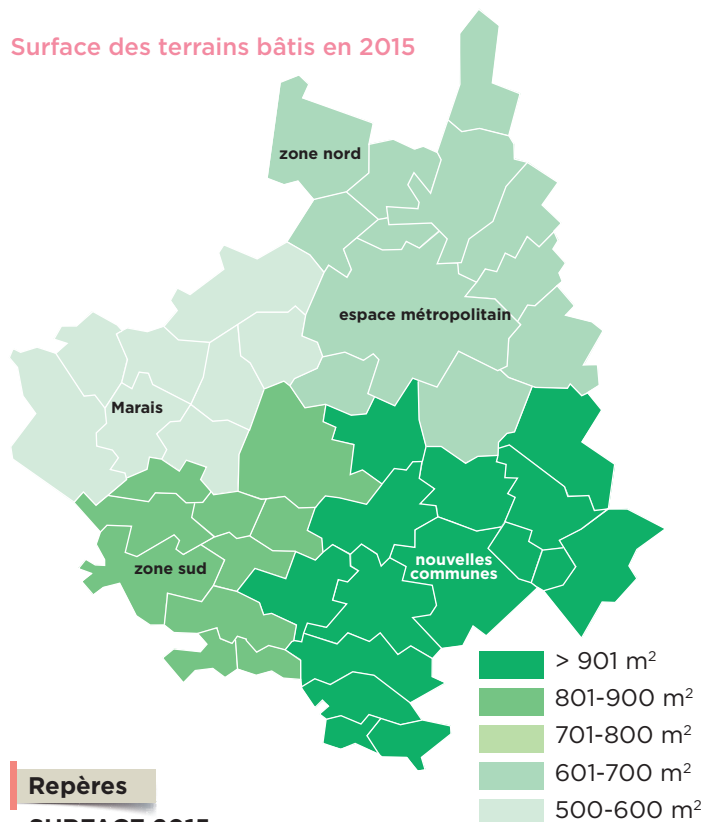 Surface des terrains bâtis en 2015
zone nord
espace métropolitain
Marais
zone sud
nouvelles
communes
> 901 m²
801-900 m²
701-800 m²
601-700 m²
500-600 m²
Repères